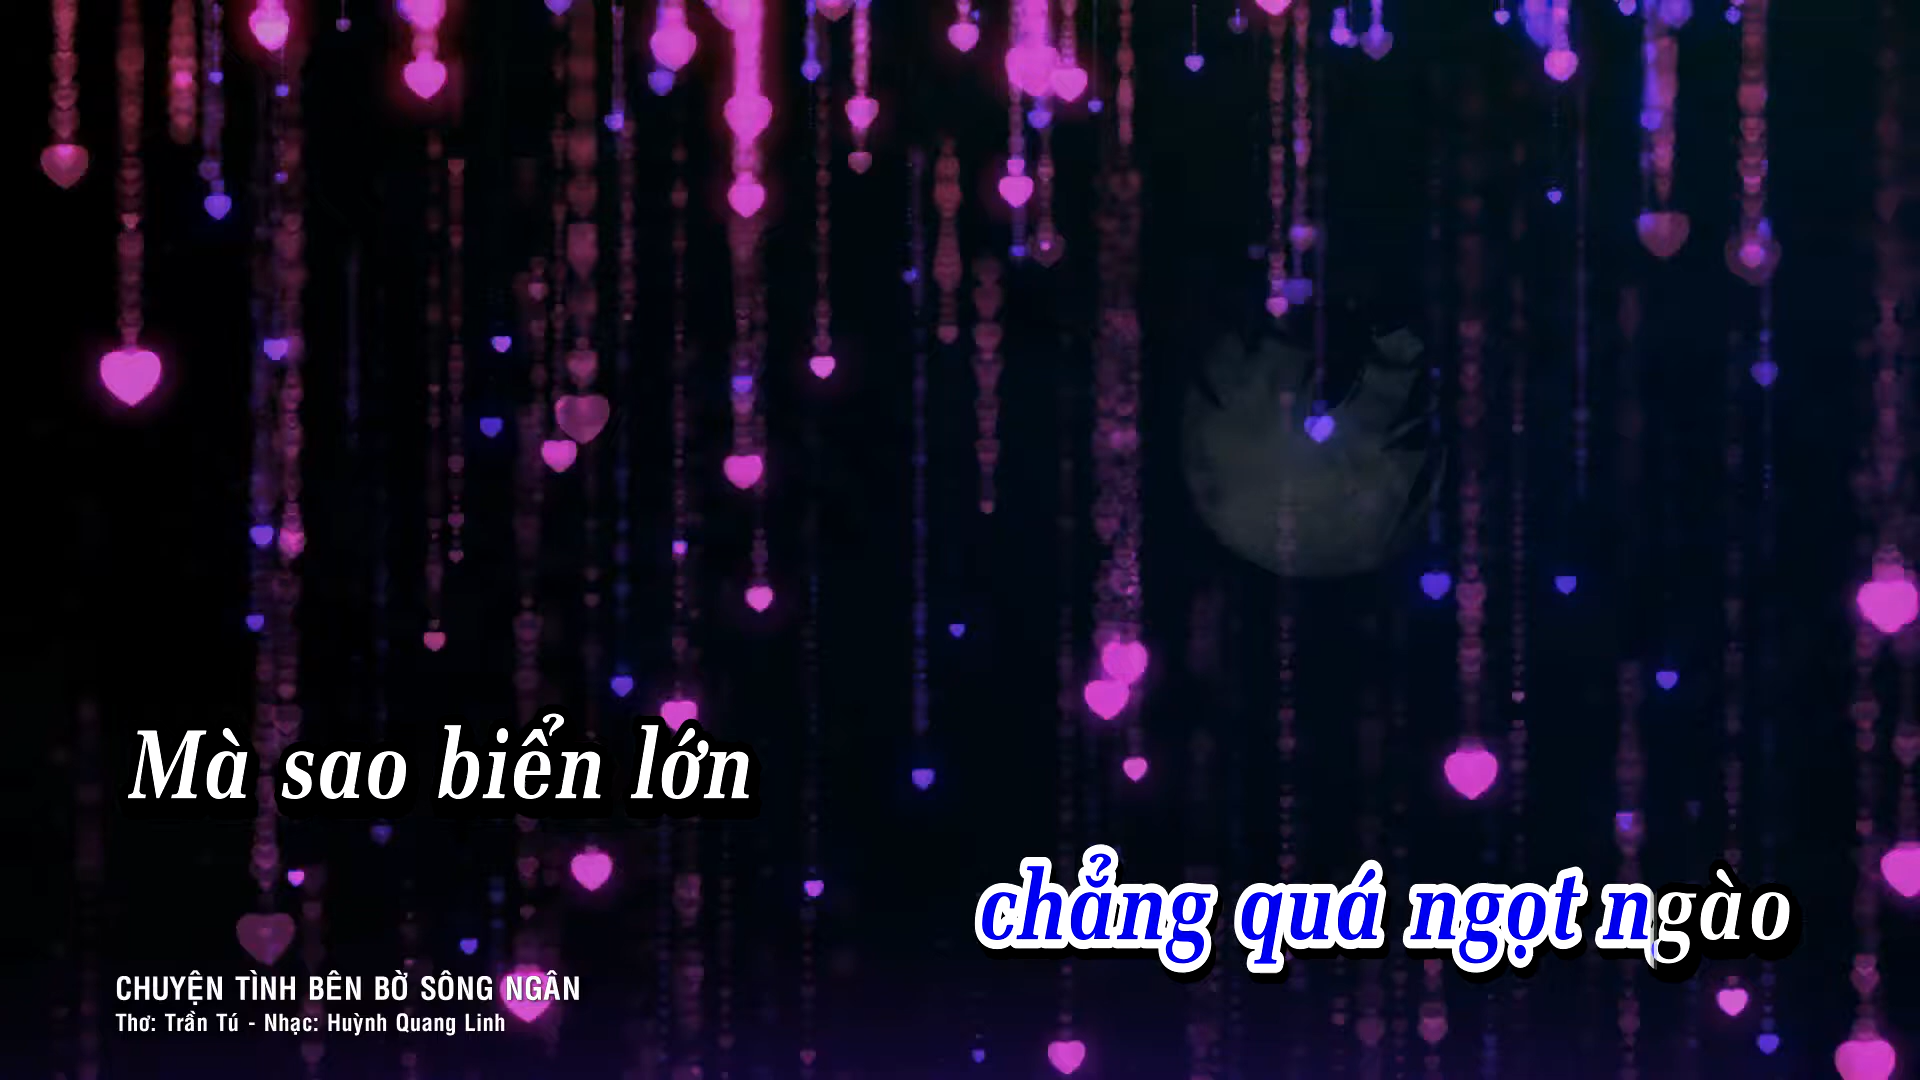 Mà sao biển lớn
chẳng quá ngọt ngào
CHUYỆN TÌNH BÊN BỜ SÔNG NGÂN
Thơ: Trần Tú - Nhạc: Huỳnh Quang Linh